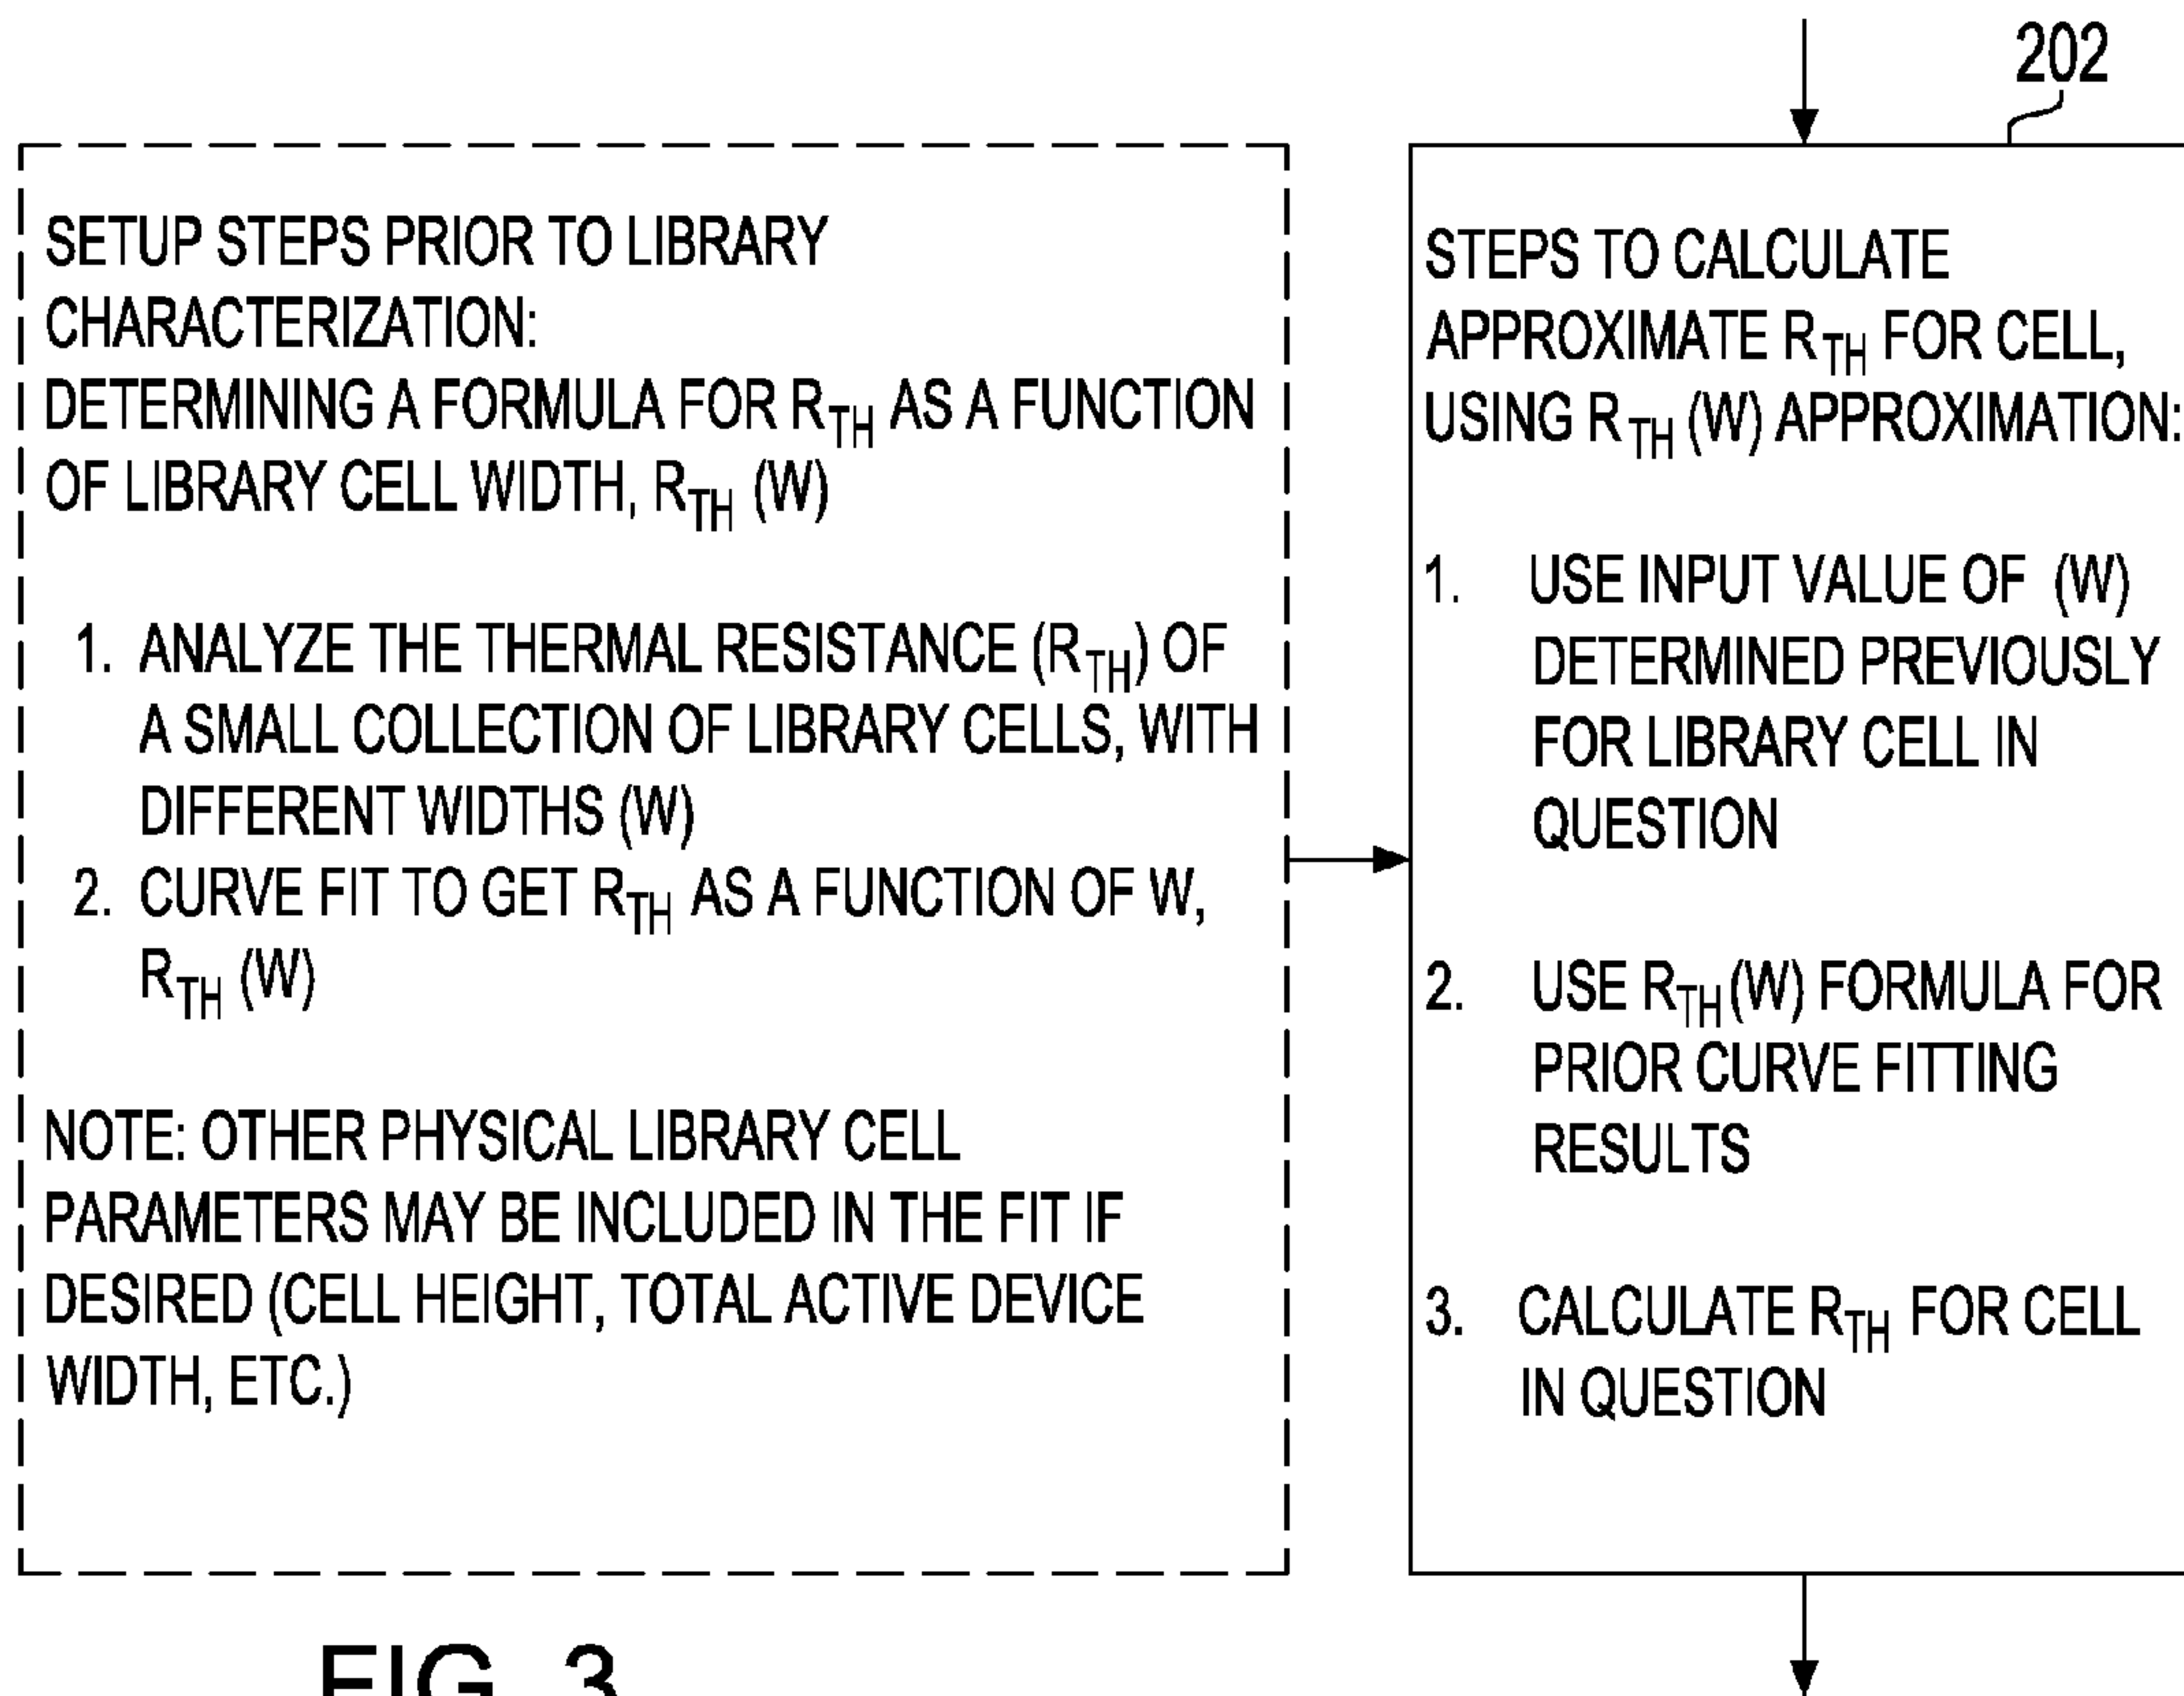 202
SETUP STEPS PRIOR TO LIBRARY
CHARACTERIZATION:
DETERMINING A FORMULA FOR RTH AS A FUNCTION
OF LIBRARY CELL WIDTH, RTH (W)
1. ANALYZE THE THERMAL RESISTANCE (RTH) OF
A SMALL COLLECTION OF LIBRARY CELLS, WITH
DIFFERENT WIDTHS (W)
2. CURVE FIT TO GET RTH AS A FUNCTION OF W,
RTH (W)
NOTE: OTHER PHYSICAL LIBRARY CELL
PARAMETERS MAY BE INCLUDED IN THE FIT IF
DESIRED (CELL HEIGHT, TOTAL ACTIVE DEVICE
WIDTH, ETC.)
STEPS TO CALCULATE
APPROXIMATE RTH FOR CELL,
USING RTH (W) APPROXIMATION:
1. USE INPUT VALUE OF (W)
DETERMINED PREVIOUSLY
FOR LIBRARY CELL IN
QUESTION
2. USE RTH(W) FORMULA FOR
PRIOR CURVE FITTING
RESULTS
3. CALCULATE RTH FOR CELL
IN QUESTION
FIG. 3